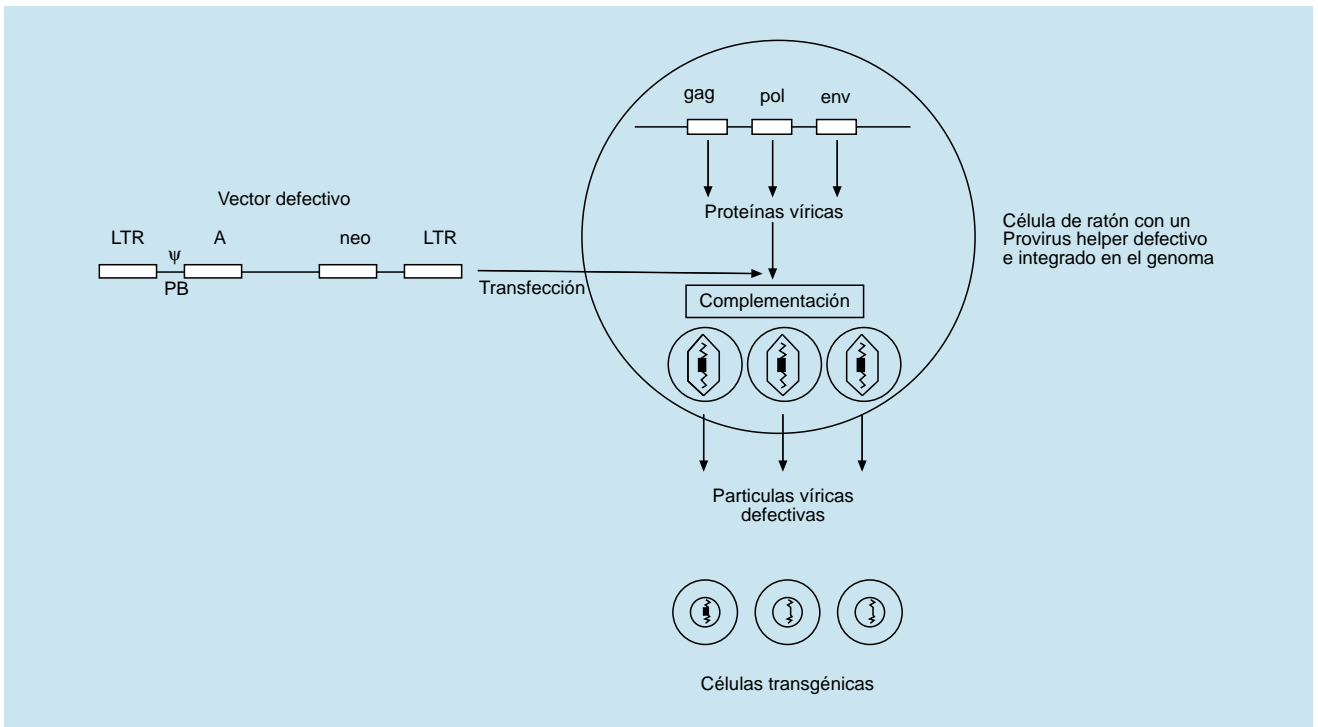 gag pol env
Proteínas víricas
Vector defectivo
LTR ψ A neo LTR
PB
Transfección
Complementación
Célula de ratón con un
Provirus helper defectivo
e integrado en el genoma
Particulas víricas
defectivas
Células transgénicas